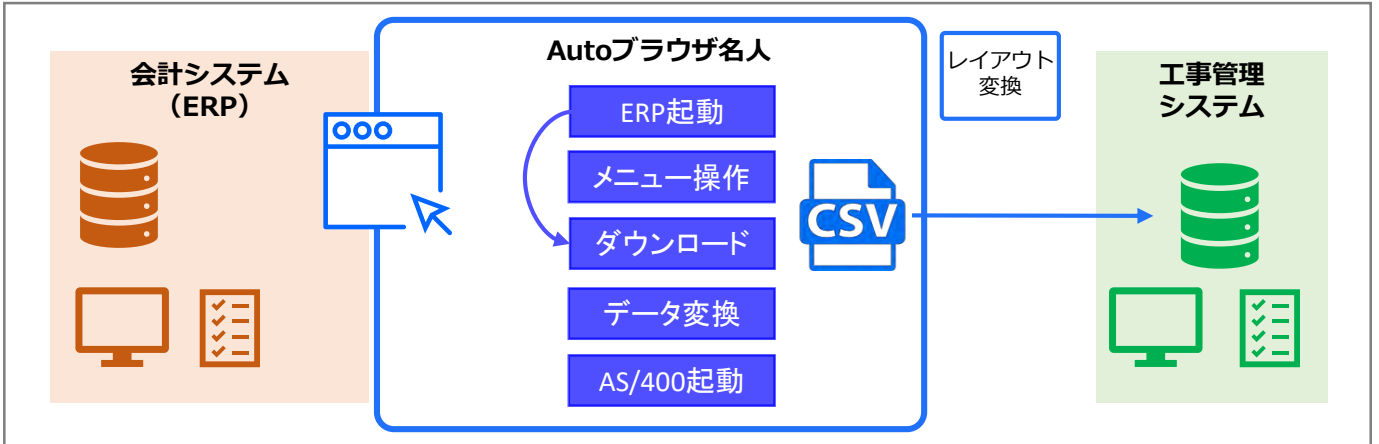 会計システム
（ERP）
Autoブラウザ名人
ERP起動
メニュー操作
ダウンロード
データ変換
AS/400起動
CSV
レイアウト
変換
工事管理
システム